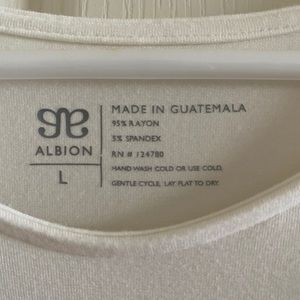 MADE IN GUATEMALA
95% RAYON
5% SPANDEX
RN # 124780
HAND WASH COLD OR USE COLD,
GENTLE CYCLE, LAY FLAT TO DRY.
ALBION
L